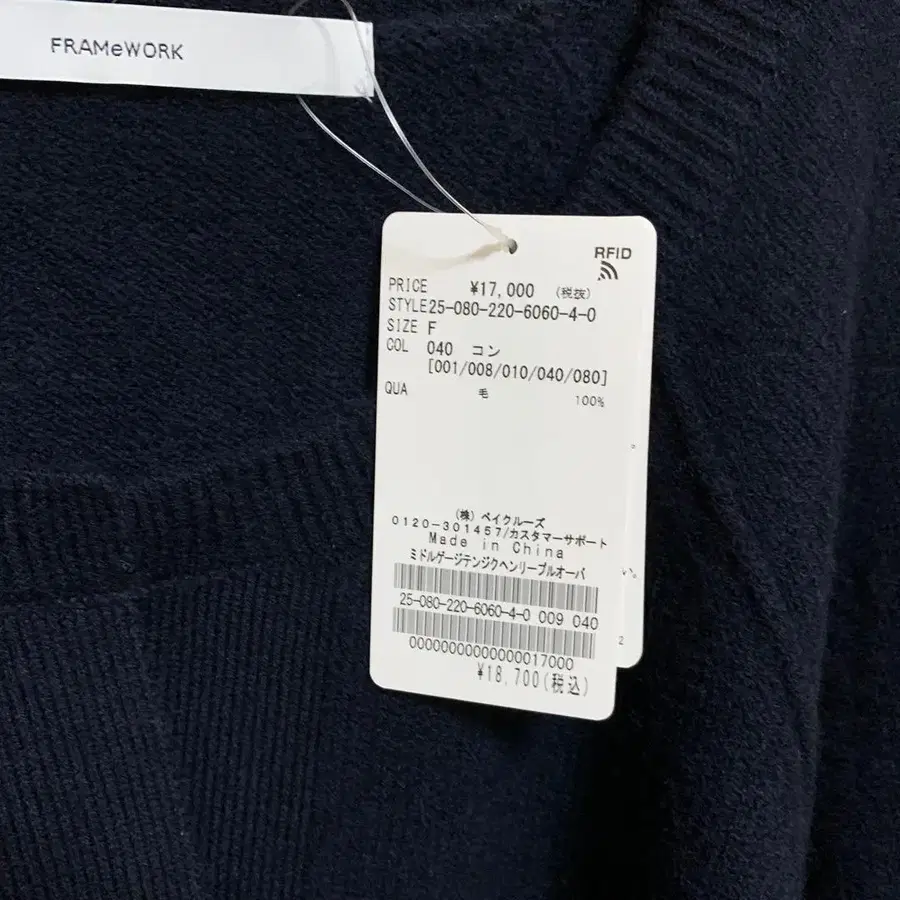 FRAMeWORK
RFID
PRICE ¥17,000 (税抜)
STYLE25-080-220-6060-4-0
SIZE F
COL 040 コン
[001/008/010/040/080]
QUA 毛 100%
(株) ベイクルーズ
0120-301457/カスタマーサポート
Made in China
ミドルゲージテンジクヘンリープルオーバ
25-080-220-6060-4-0 009 040
00000000000000017000
¥18,700(税込)
い。
2